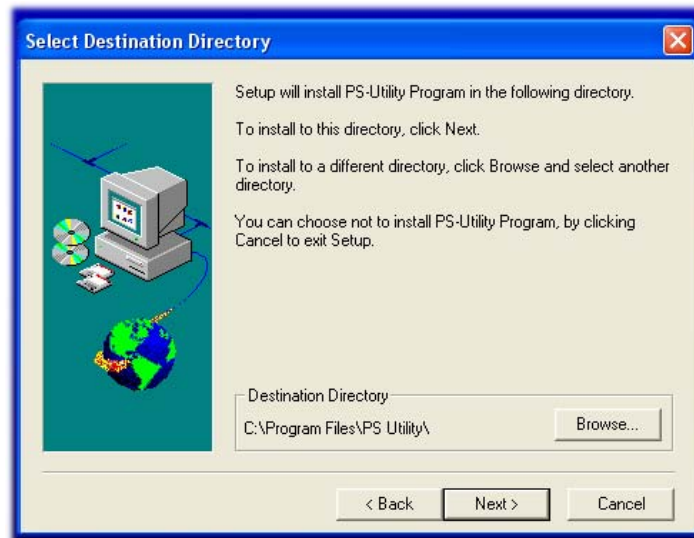 Select Destination Directory
Setup will install PS-Utility Program in the following directory.
To install to this directory, click Next.
To install to a different directory, click Browse and select another
directory.
You can choose not to install PS-Utility Program, by clicking
Cancel to exit Setup.
Destination Directory
C:\Program Files\PS Utility\
Browse...
< Back
Next >
Cancel